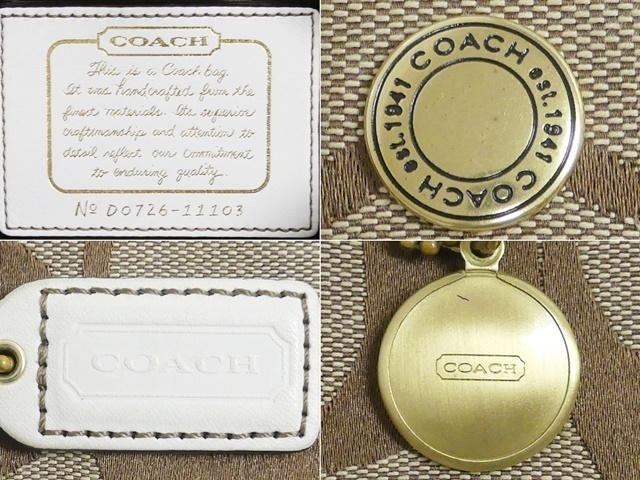 COACH
This is a Coach bag.
It was handcrafted from the
finest materials. Its superior
craftsmanship and attention to
detail reflect our commitment
to enduring quality.
No D0726-11103
COACH est. 1941 COACH est. 1941
COACH
COACH